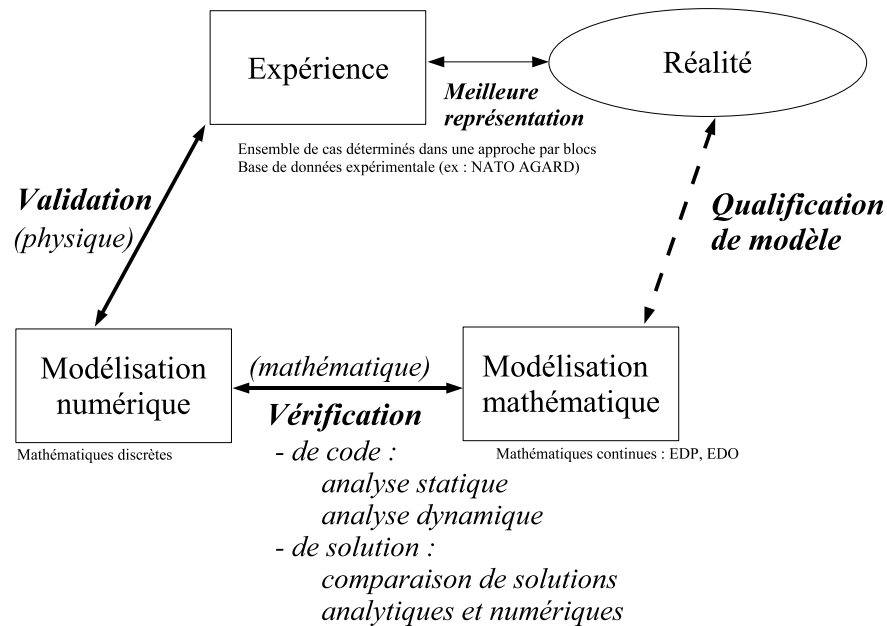 Expérience
Réalité
Meilleure
représentation
Ensemble de cas déterminés dans une approche par blocs
Base de données expérimentale (ex : NATO AGARD)
Validation
(physique)
Qualification
de modèle
Modélisation
numérique
(mathématique)
Modélisation
mathématique
Vérification
Mathématiques discrètes
Mathématiques continues : EDP, EDO
- de code :
analyse statique
analyse dynamique
- de solution :
comparaison de solutions
analytiques et numériques